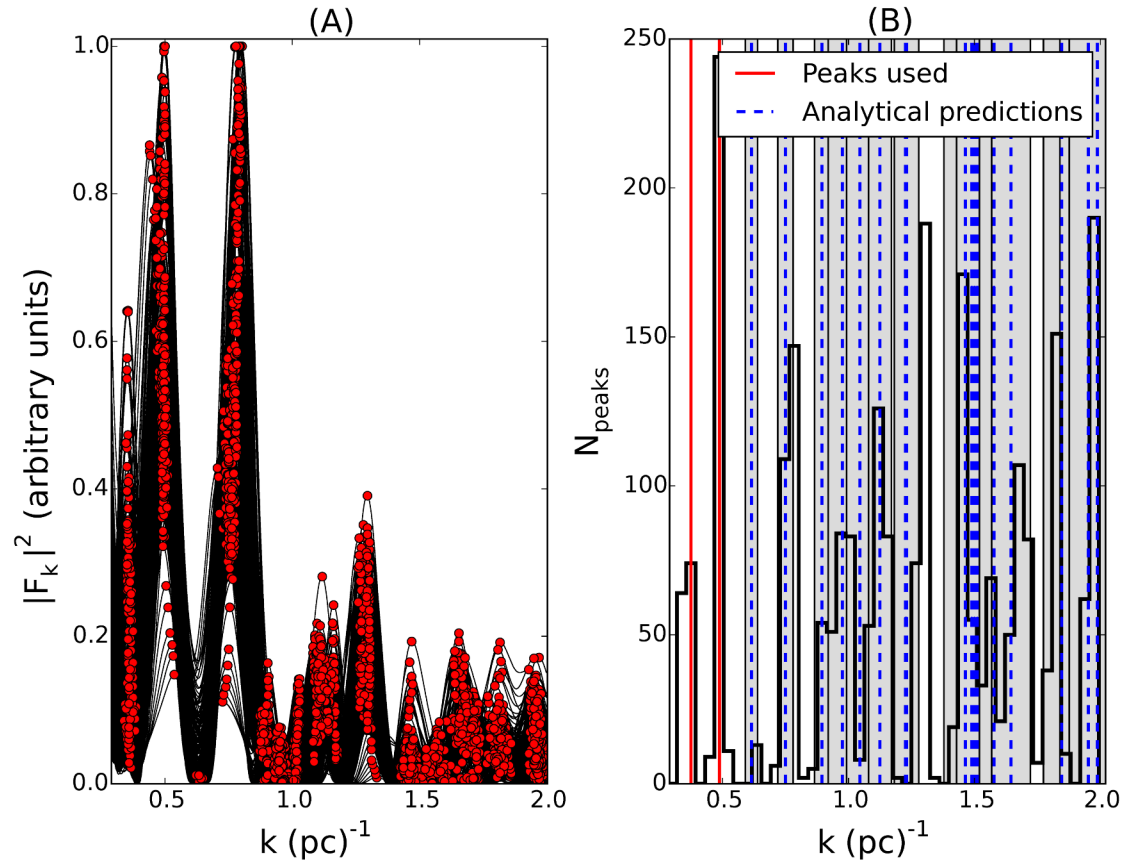 (A)
|F_k|^2 (arbitrary units)
1.0
0.8
0.6
0.4
0.2
0.0
0.5
1.0
1.5
2.0
k (pc)^-1
(B)
N_peaks
250
200
150
100
50
0
Peaks used
Analytical predictions
0.5
1.0
1.5
2.0
k (pc)^-1